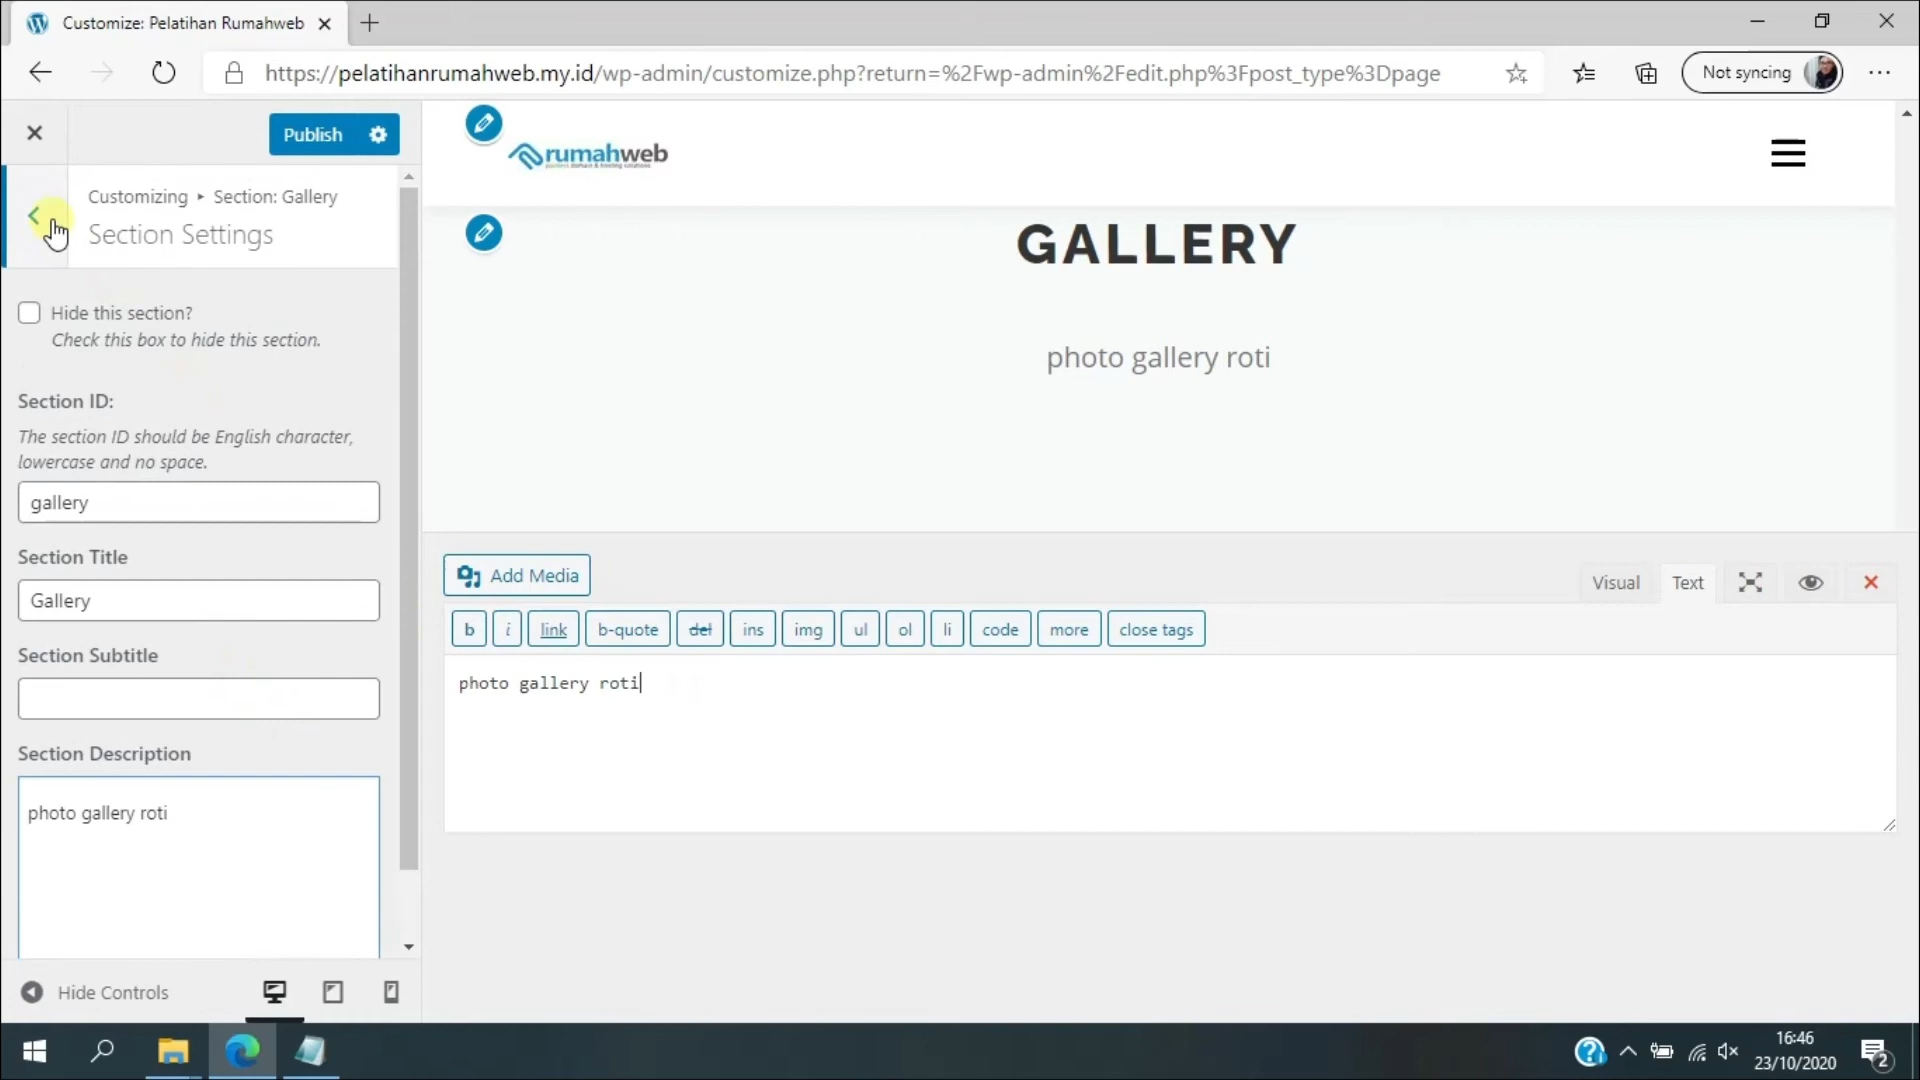 Customize: Pelatihan Rumahweb
https://pelatihanrumahweb.my.id/wp-admin/customize.php?return=%2Fwp-admin%2Fedit.php%3Fpost_type%3Dpage
Not syncing
Publish
Customizing ▸ Section: Gallery
Section Settings
Hide this section?
Check this box to hide this section.
Section ID:
The section ID should be English character,
lowercase and no space.
gallery
Section Title
Gallery
Section Subtitle
Section Description
photo gallery roti
Hide Controls
rumahweb
GALLERY
photo gallery roti
Add Media
Visual
Text
b
i
link
b-quote
del
ins
img
ul
ol
li
code
more
close tags
photo gallery roti
16:46
23/10/2020
2